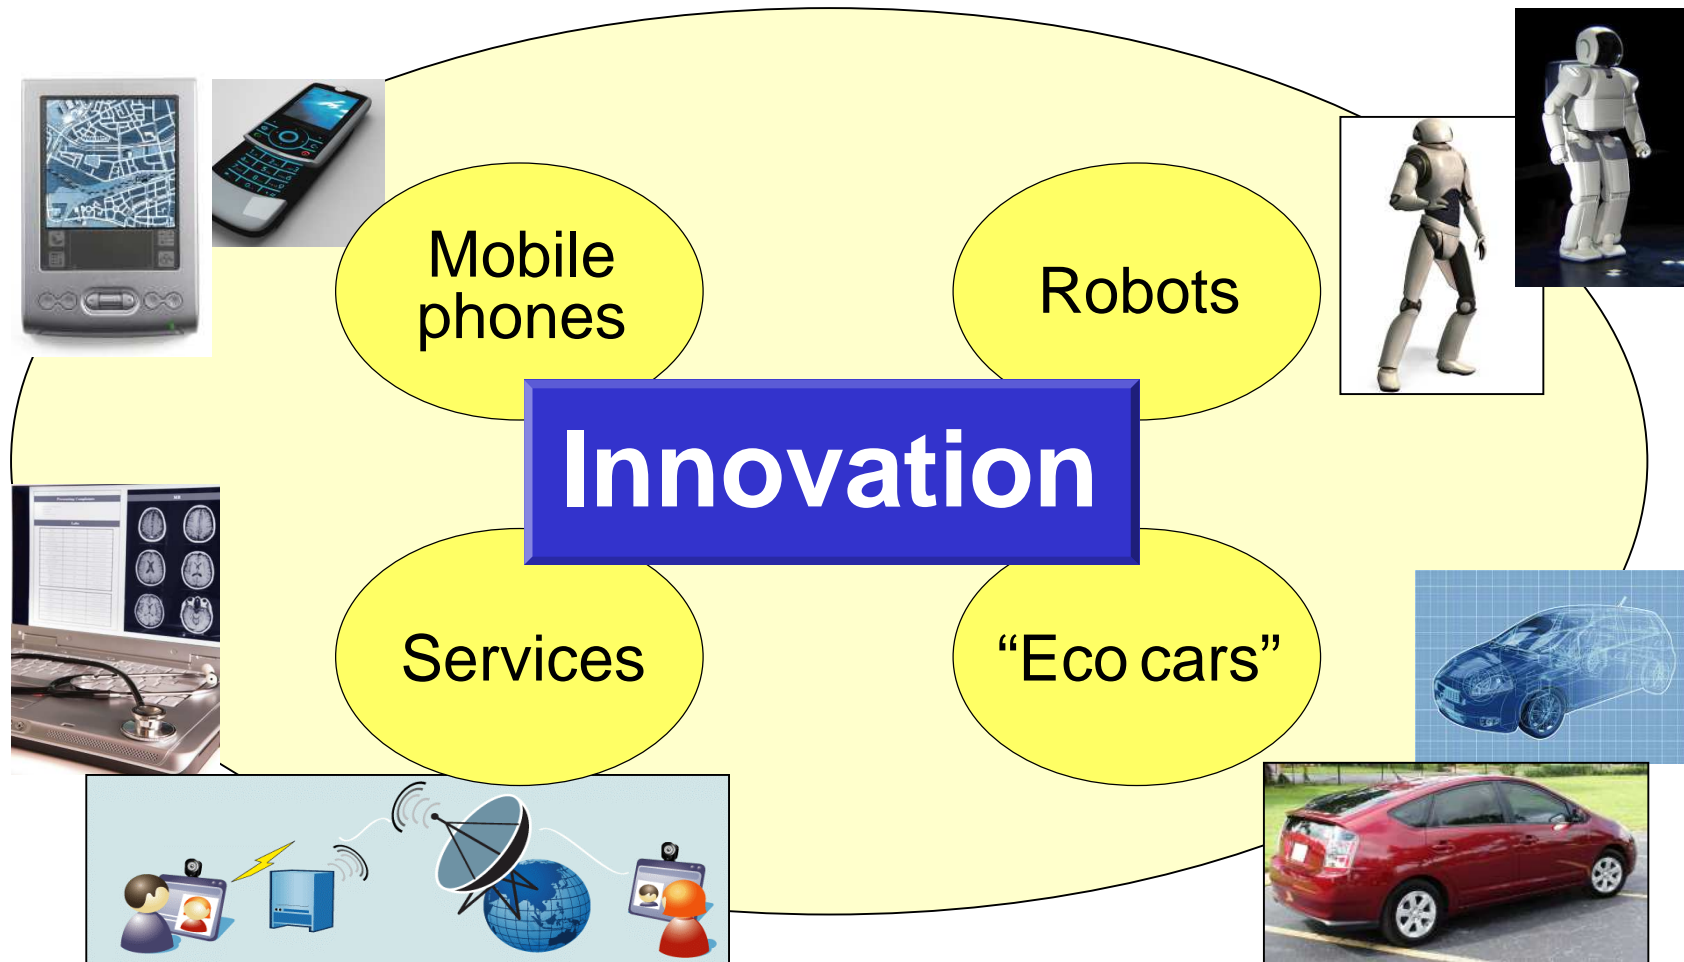 Mobile
phones
Robots
Innovation
Services
“Eco cars”